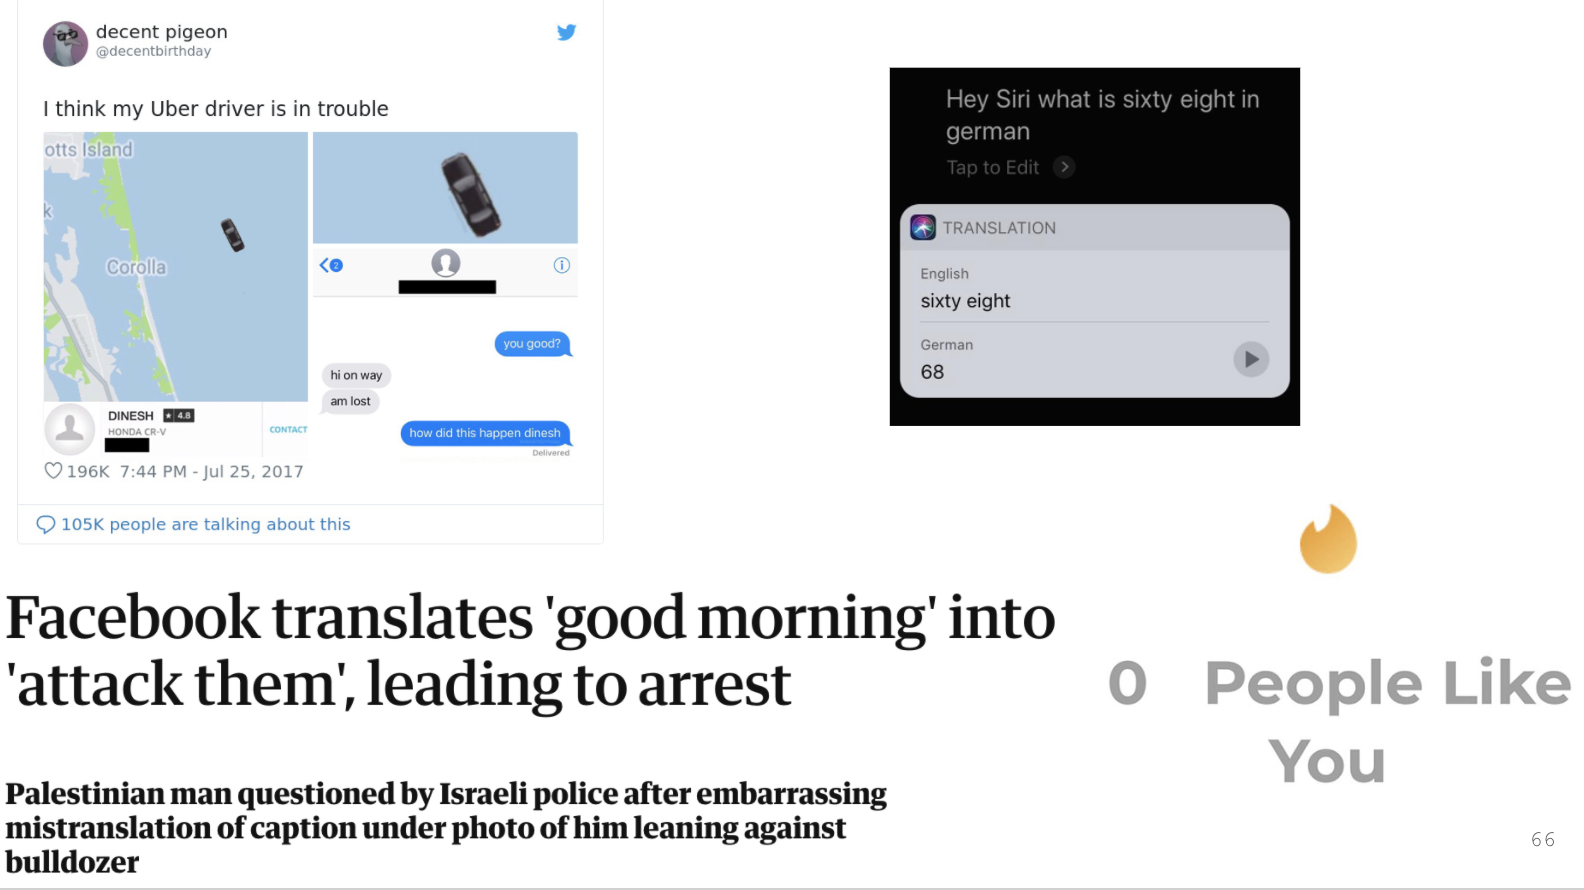 decent pigeon
@decentbirthday
I think my Uber driver is in trouble
otts Island
k
Corolla
DINESH ★ 4.8
HONDA CR-V
CONTACT
2
you good?
hi on way
am lost
how did this happen dinesh
Delivered
196K 7:44 PM - Jul 25, 2017
105K people are talking about this
Hey Siri what is sixty eight in
german
Tap to Edit
TRANSLATION
English
sixty eight
German
68
Facebook translates 'good morning' into
'attack them', leading to arrest
Palestinian man questioned by Israeli police after embarrassing
mistranslation of caption under photo of him leaning against
bulldozer
0 People Like
You
66